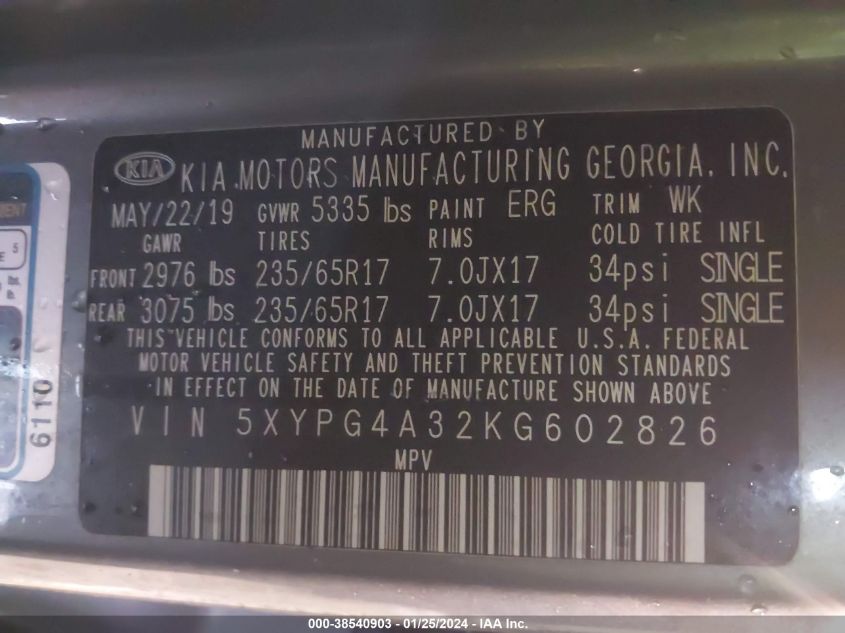 MANUFACTURED BY
KIA KIA MOTORS MANUFACTURING GEORGIA, INC.
MAY/22/19 GVWR 5335 lbs PAINT ERG TRIM WK
GAWR TIRES RIMS COLD TIRE INFL
FRONT 2976 lbs 235/65R17 7.0JX17 34psi SINGLE
REAR 3075 lbs 235/65R17 7.0JX17 34psi SINGLE
THIS VEHICLE CONFORMS TO ALL APPLICABLE U.S.A. FEDERAL
MOTOR VEHICLE SAFETY AND THEFT PREVENTION STANDARDS
IN EFFECT ON THE DATE OF MANUFACTURE SHOWN ABOVE
VIN 5XYPG4A32KG602826
MPV
5
6110
000-38540903 - 01/25/2024 - IAA Inc.